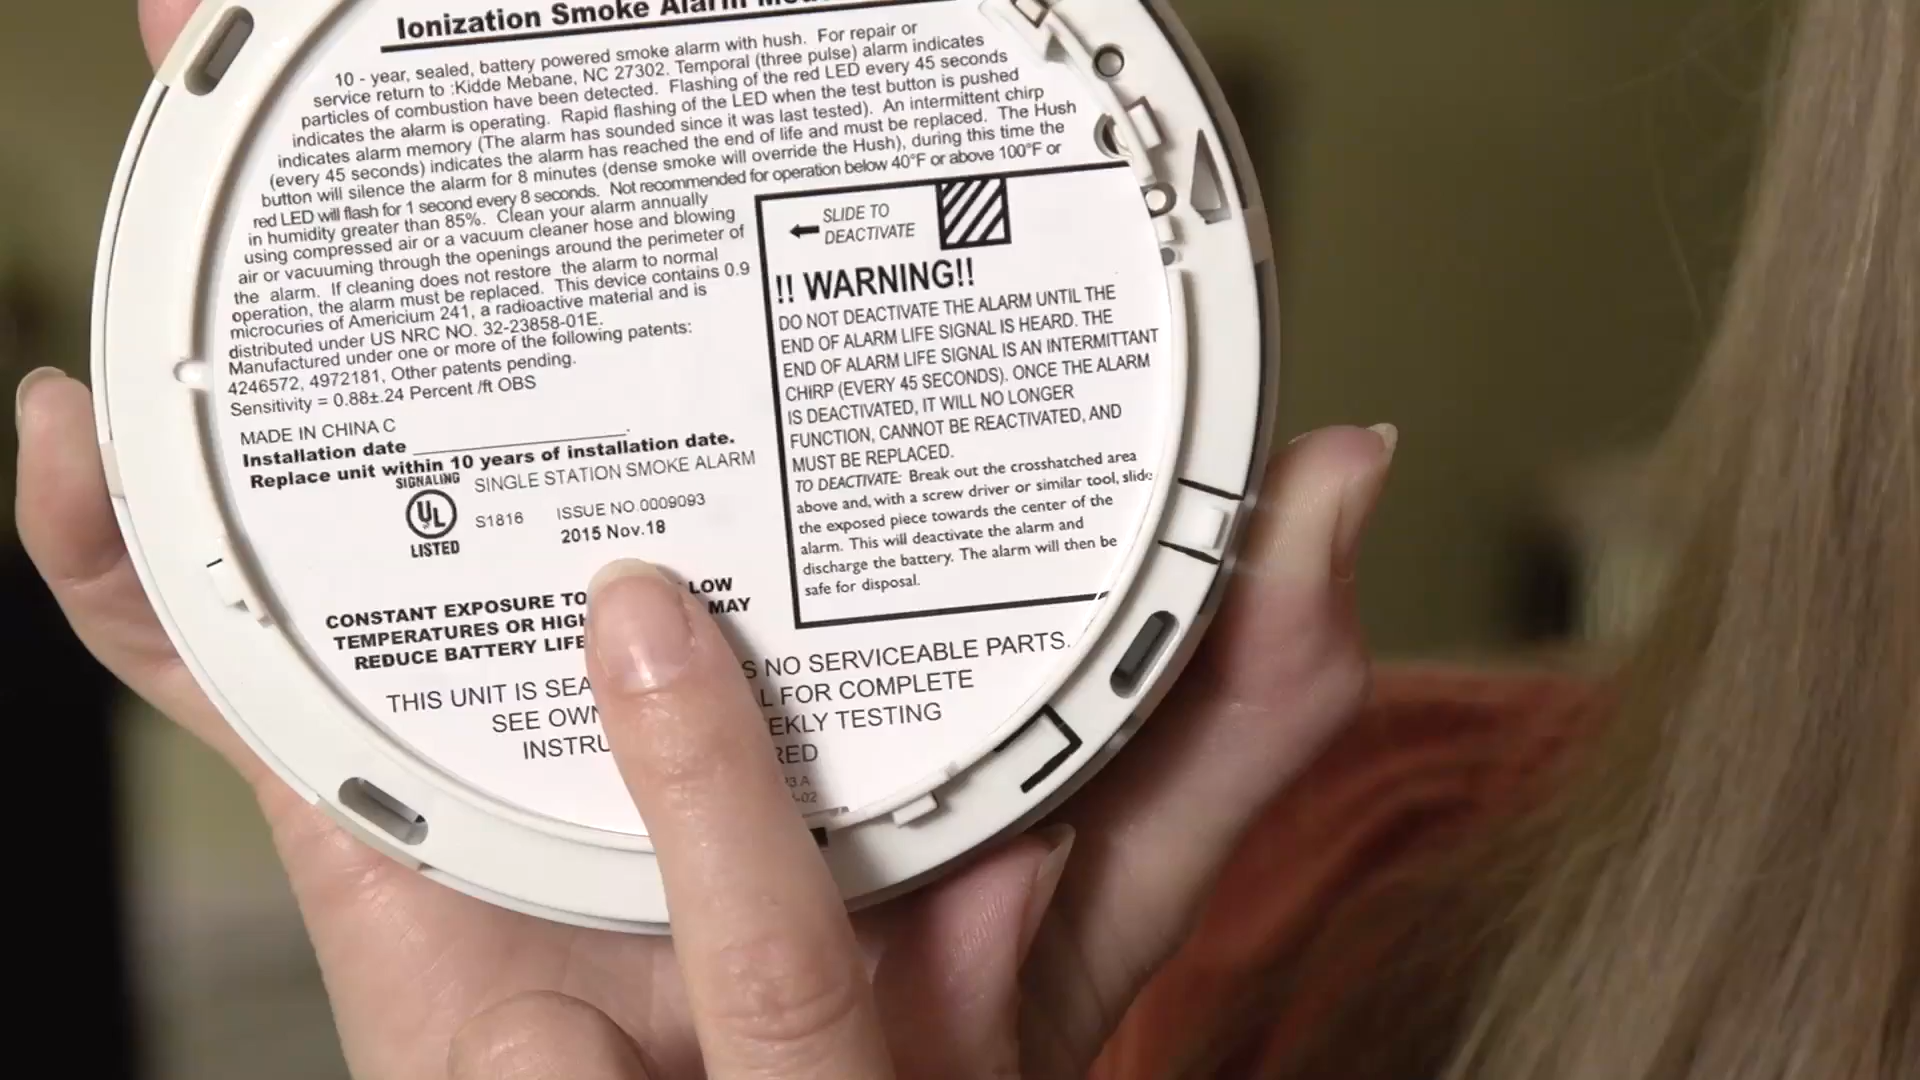 Ionization Smoke Alarm
10 - year, sealed, battery powered smoke alarm with hush. For repair or
service return to :Kidde Mebane, NC 27302. Temporal (three pulse) alarm indicates
particles of combustion have been detected. Flashing of the red LED every 45 seconds
indicates the alarm is operating. Rapid flashing of the LED when the test button is pushed
indicates alarm memory (The alarm has sounded since it was last tested). An intermittent chirp
(every 45 seconds) indicates the alarm has reached the end of life and must be replaced. The Hush
button will silence the alarm for 8 minutes (dense smoke will override the Hush), during this time the
red LED will flash for 1 second every 8 seconds. Not recommended for operation below 40°F or above 100°F or
in humidity greater than 85%. Clean your alarm annually
using compressed air or a vacuum cleaner hose and blowing
air or vacuuming through the openings around the perimeter of
the alarm. If cleaning does not restore the alarm to normal
operation, the alarm must be replaced. This device contains 0.9
microcuries of Americium 241, a radioactive material and is
distributed under US NRC NO. 32-23858-01E.
Manufactured under one or more of the following patents:
4246572, 4972181, Other patents pending.
Sensitivity = 0.88±.24 Percent /ft OBS
MADE IN CHINA C
Installation date
Replace unit within 10 years of installation date.
SIGNALING
UL
LISTED
SINGLE STATION SMOKE ALARM
S1816 ISSUE NO.0009093
2015 Nov.18
CONSTANT EXPOSURE TO LOW
TEMPERATURES OR HIGH MAY
REDUCE BATTERY LIFE
THIS UNIT IS NO SERVICEABLE PARTS.
SEE FOR COMPLETE
TESTING
SLIDE TO
DEACTIVATE
!! WARNING!!
DO NOT DEACTIVATE THE ALARM UNTIL THE
END OF ALARM LIFE SIGNAL IS HEARD. THE
END OF ALARM LIFE SIGNAL IS AN INTERMITTANT
CHIRP (EVERY 45 SECONDS). ONCE THE ALARM
IS DEACTIVATED, IT WILL NO LONGER
FUNCTION, CANNOT BE REACTIVATED, AND
MUST BE REPLACED.
TO DEACTIVATE: Break out the crosshatched area
above and, with a screw driver or similar tool, slide
the exposed piece towards the center of the
alarm. This will deactivate the alarm and
discharge the battery. The alarm will then be
safe for disposal.